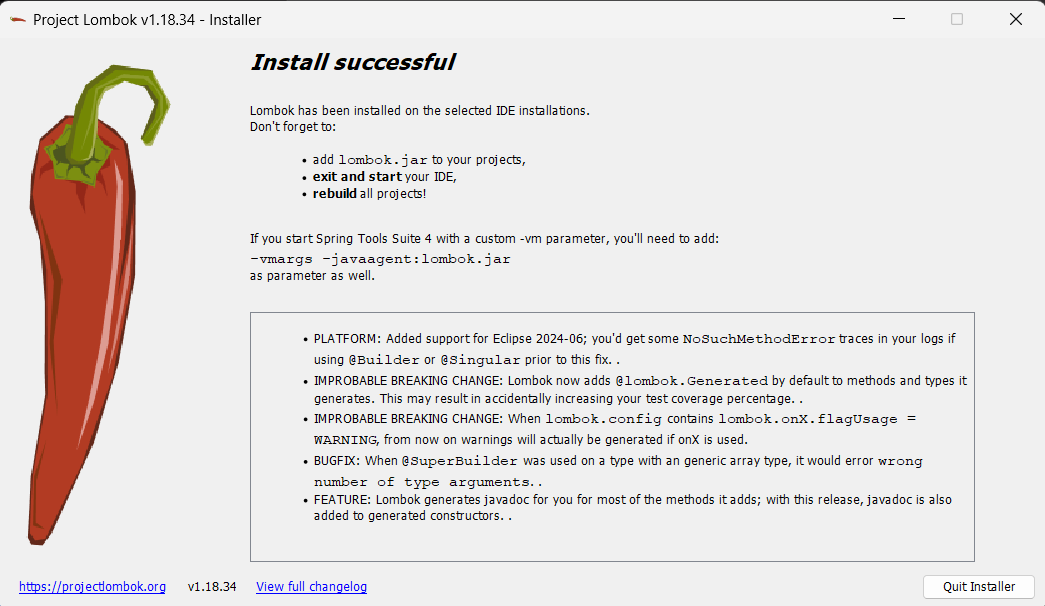 Project Lombok v1.18.34 - Installer
Install successful
Lombok has been installed on the selected IDE installations.
Don't forget to:
• add lombok.jar to your projects,
• exit and start your IDE,
• rebuild all projects!
If you start Spring Tools Suite 4 with a custom -vm parameter, you'll need to add:
-vmargs -javaagent:lombok.jar
as parameter as well.
• PLATFORM: Added support for Eclipse 2024-06; you'd get some NoSuchMethodError traces in your logs if
using @Builder or @Singular prior to this fix. .
• IMPROBABLE BREAKING CHANGE: Lombok now adds @lombok.Generated by default to methods and types it
generates. This may result in accidentally increasing your test coverage percentage. .
• IMPROBABLE BREAKING CHANGE: When lombok.config contains lombok.onX.flagUsage =
WARNING, from now on warnings will actually be generated if onX is used.
• BUGFIX: When @SuperBuilder was used on a type with an generic array type, it would error wrong
number of type arguments. .
• FEATURE: Lombok generates javadoc for you for most of the methods it adds; with this release, javadoc is also
added to generated constructors. .
https://projectlombok.org v1.18.34 View full changelog Quit Installer